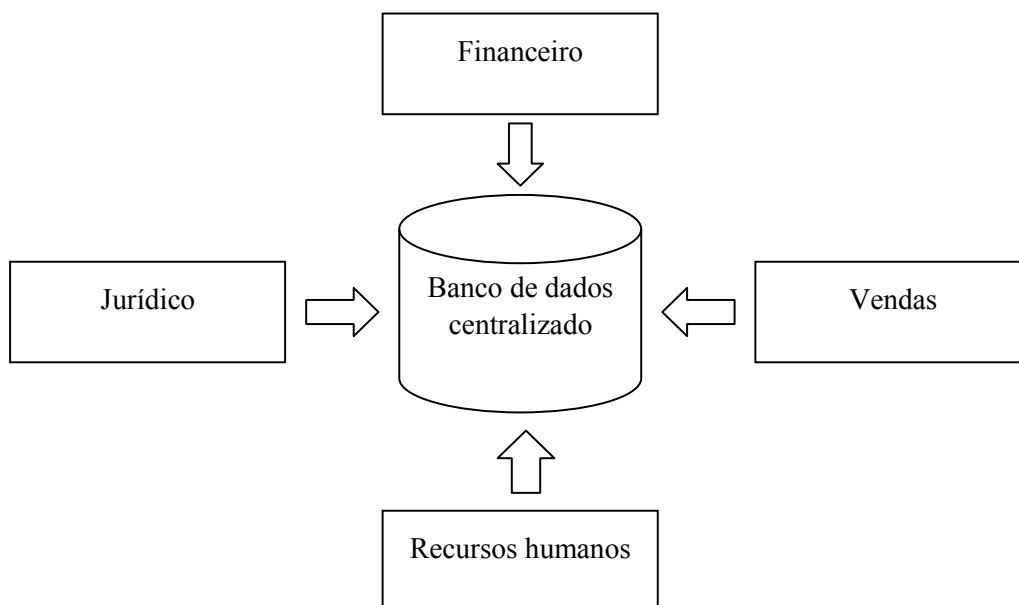 Financeiro
Jurídico
Banco de dados
centralizado
Vendas
Recursos humanos